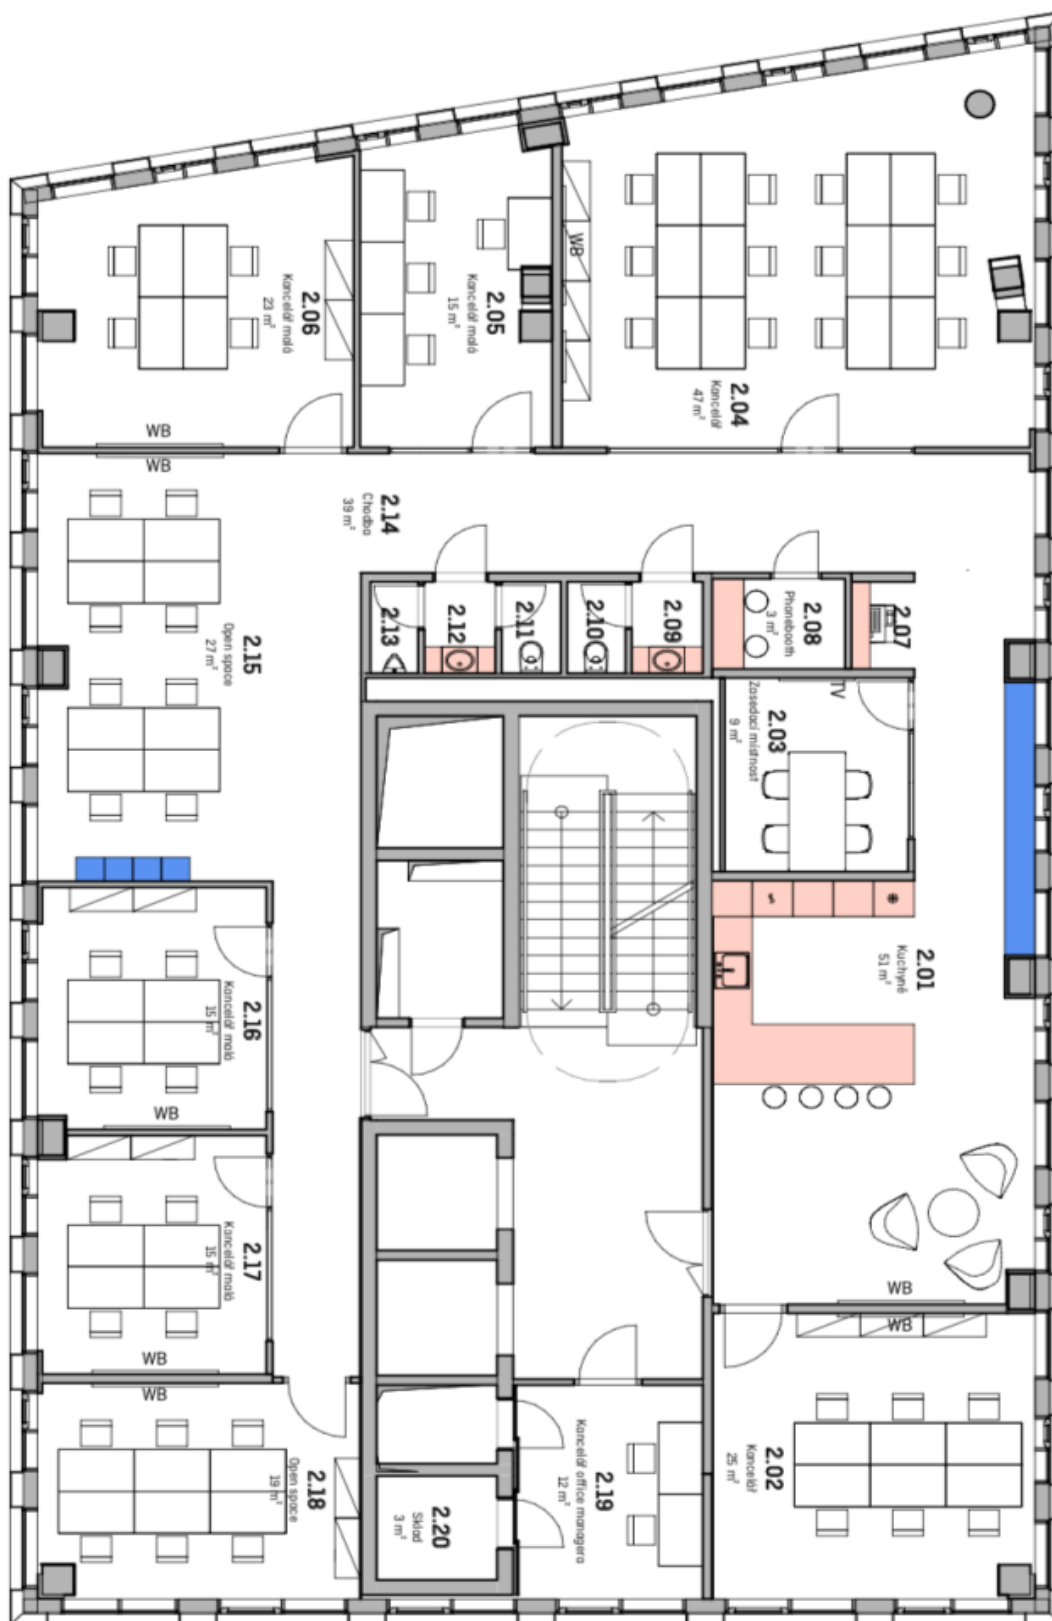 2.06
Kancelář malá
23 m²
2.05
Kancelář malá
15 m²
WB
2.04
Kancelář
47 m²
WB
WB
2.14
Chodba
39 m²
2.13
2.12
2.11
2.10
2.09
2.08
Phonebooth
3 m²
2.07
2.15
Open space
27 m²
TV
2.03
Zasedací místnost
9 m²
2.01
Kuchyně
51 m²
2.16
Kancelář malá
15 m²
WB
2.17
Kancelář malá
15 m²
WB
WB
WB
WB
2.18
Open space
19 m²
2.20
Sklad
3 m²
2.19
Kancelář office managera
12 m²
2.02
Kancelář
25 m²